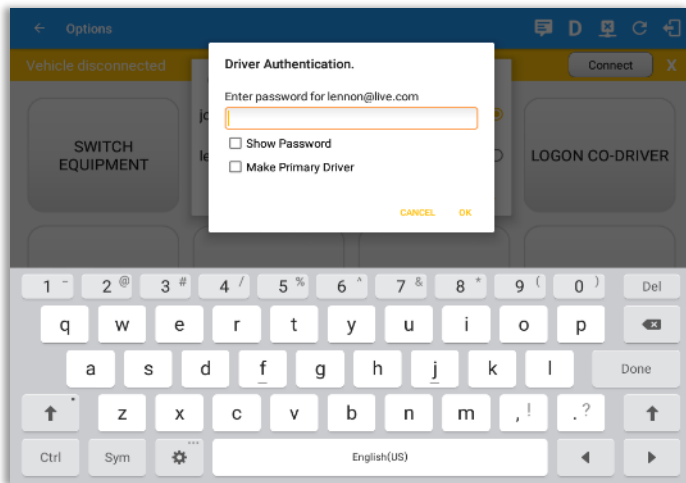 Options
D
Vehicle disconnected
Connect
X
Driver Authentication.
Enter password for lennon@live.com
Show Password
Make Primary Driver
CANCEL OK
jo
le
SWITCH
EQUIPMENT
LOGON CO-DRIVER
1 - 2 @ 3 # 4 / 5 % 6 ^ 7 & 8 * 9 ( 0 ) Del
q w e r t y u i o p
a s d f g h j k l Done
z x c v b n m , ! . ?
Ctrl Sym English(US)